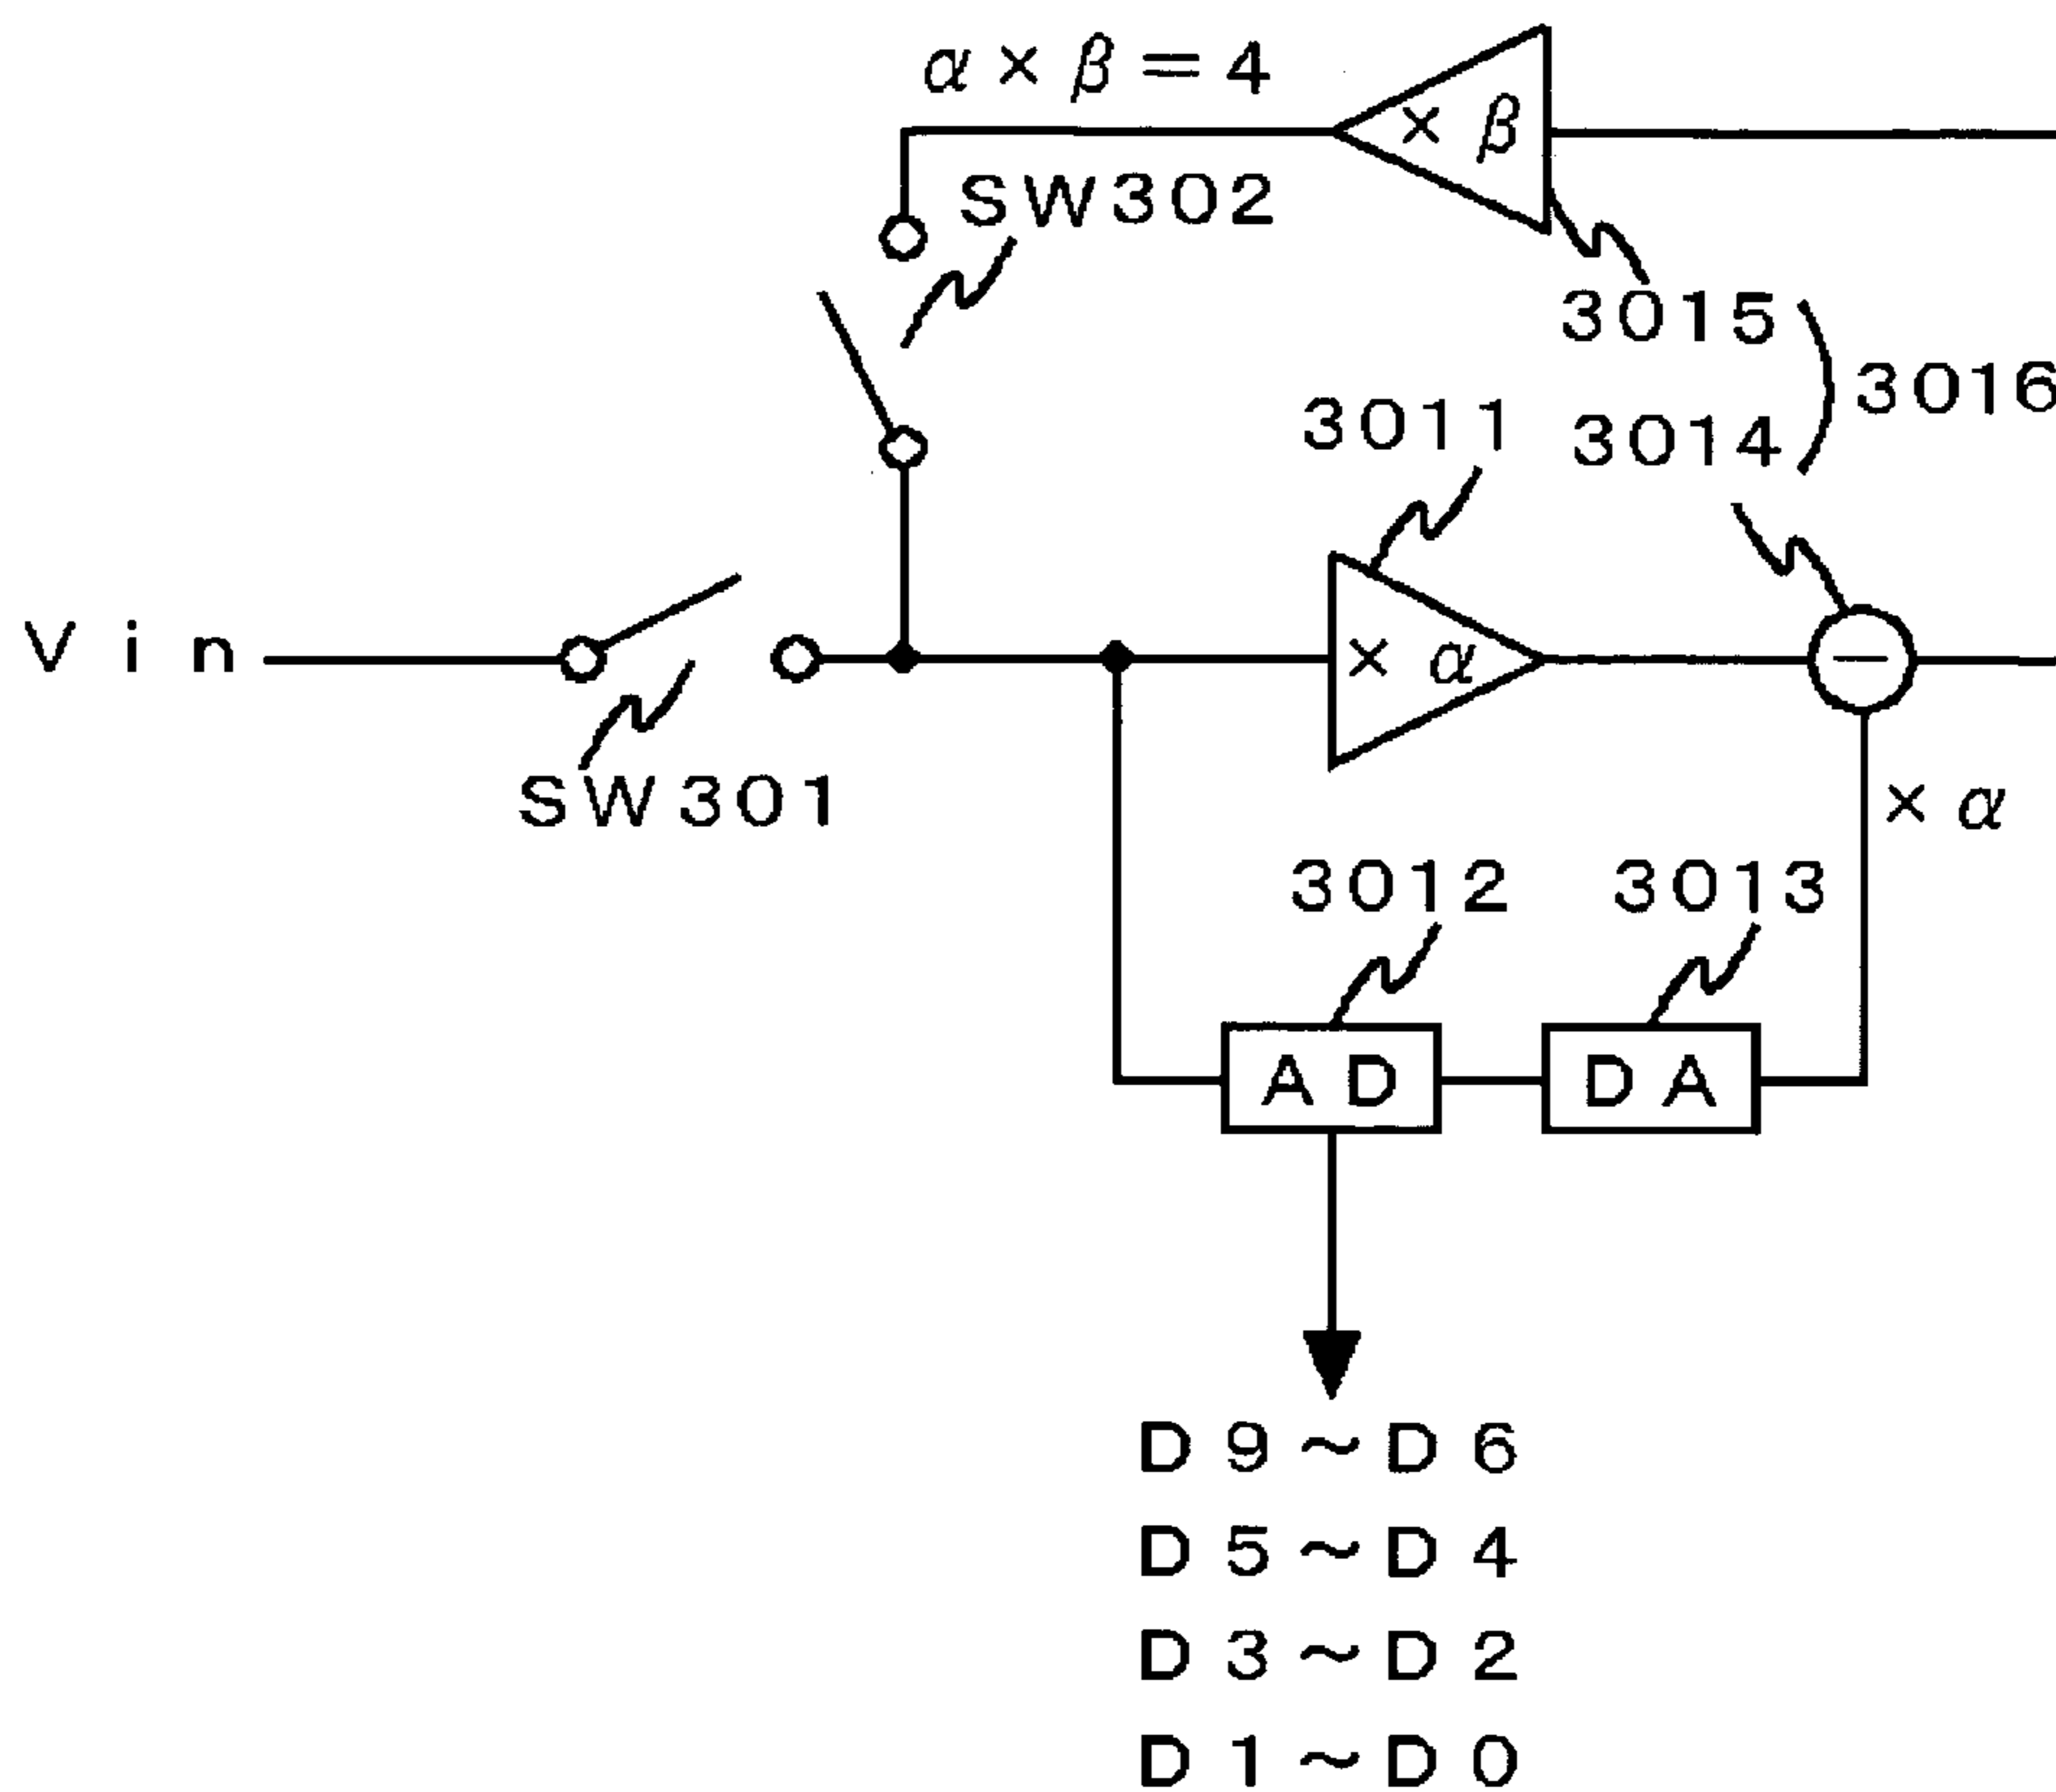 α × β = 4
× β
SW302
3015
3016
3011
3014
Vin
× α
SW301
× α
3012
3013
AD
DA
D9~D6
D5~D4
D3~D2
D1~D0